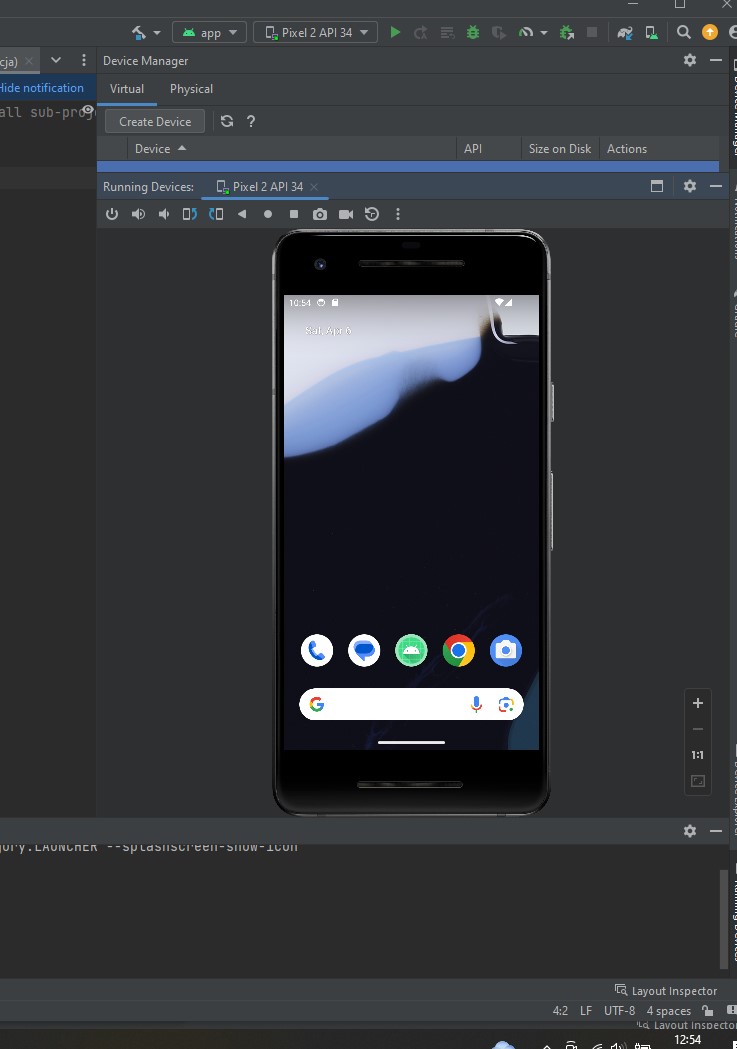 app
Pixel 2 API 34
cja)
Device Manager
Hide notification
Virtual
Physical
all sub-proje
Create Device
?
Device
API
Size on Disk
Actions
Running Devices:
Pixel 2 API 34
10:54
Sat, Apr 6
G
1:1
gory.LAUNCHER --splashscreen-show-icon
Layout Inspector
4:2
LF
UTF-8
4 spaces
Layout Inspector
12:54